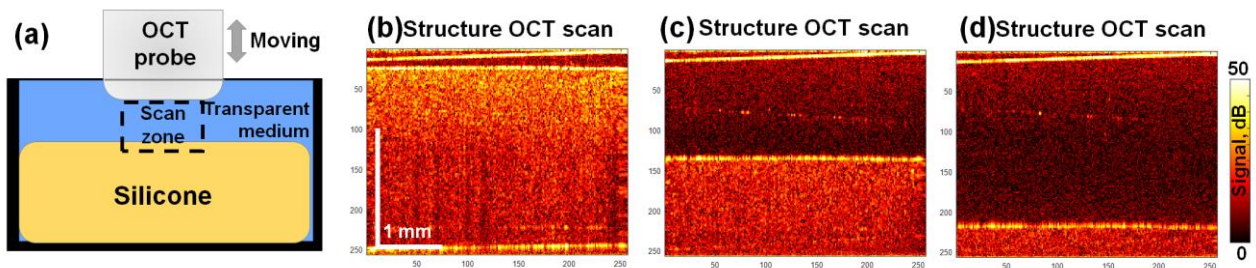 (a)
OCT
probe
Moving
Scan
zone
Transparent
medium
Silicone
(b) Structure OCT scan
50
100
150
200
250
50 100 150 200 250
1 mm
(c) Structure OCT scan
50
100
150
200
250
50 100 150 200 250
(d) Structure OCT scan
50
100
150
200
250
50 100 150 200 250
50
Signal, dB
0